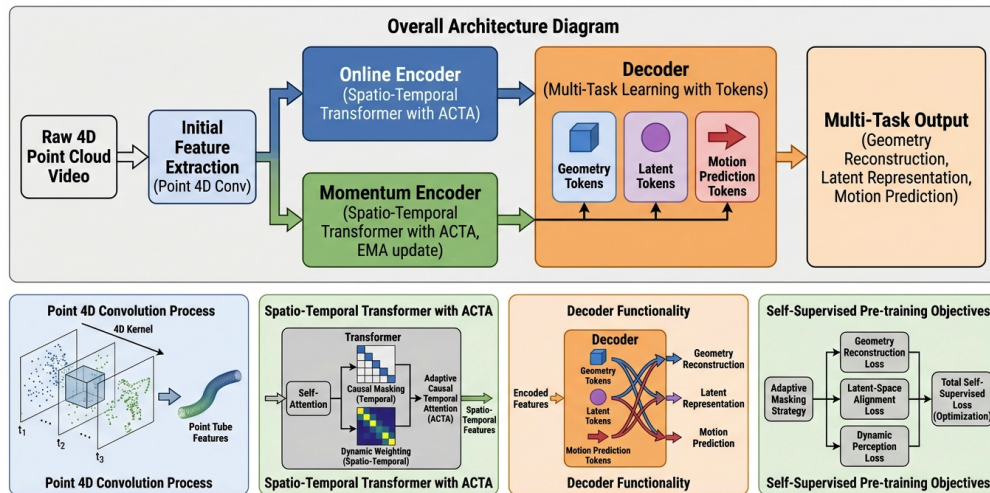 Overall Architecture Diagram
Raw 4D
Point Cloud
Video
Initial
Feature
Extraction
(Point 4D Conv)
Online Encoder
(Spatio-Temporal
Transformer with ACTA)
Momentum Encoder
(Spatio-Temporal
Transformer with ACTA,
EMA update)
Decoder
(Multi-Task Learning with Tokens)
Geometry
Tokens
Latent
Tokens
Motion
Prediction
Tokens
Multi-Task Output
(Geometry
Reconstruction,
Latent Representation,
Motion Prediction)
Point 4D Convolution Process
4D Kernel
t1
...
t2
...
t3
Point Tube
Features
Point 4D Convolution Process
Spatio-Temporal Transformer with ACTA
Transformer
Self-
Attention
Causal Masking
(Temporal)
Dynamic Weighting
(Spatio-Temporal)
Adaptive
Causal
Temporal
Attention
(ACTA)
Spatio-
Temporal
Features
Spatio-Temporal Transformer with ACTA
Decoder Functionality
Decoder
Encoded
Features
Geometry
Tokens
Latent
Tokens
Motion Prediction
Tokens
Geometry
Reconstruction
Latent
Representation
Motion
Prediction
Decoder Functionality
Self-Supervised Pre-training Objectives
Adaptive
Masking
Strategy
Geometry
Reconstruction
Loss
Latent-Space
Alignment
Loss
Dynamic
Perception
Loss
Total Self-
Supervised
Loss
(Optimization)
Self-Supervised Pre-training Objectives